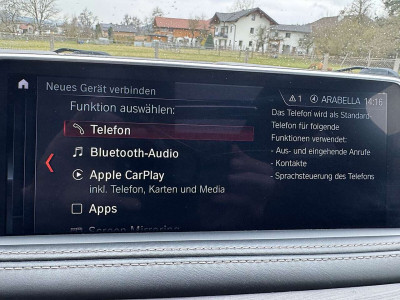 Neues Gerät verbinden
1 ARABELLA 14:16
Funktion auswählen:
Telefon
Bluetooth-Audio
Apple CarPlay
inkl. Telefon, Karten und Media
Apps
Screen Mirroring
Das Telefon wird als Standard-
Telefon für folgende
Funktionen verwendet:
- Aus- und eingehende Anrufe
- Kontakte
- Sprachsteuerung des Telefons